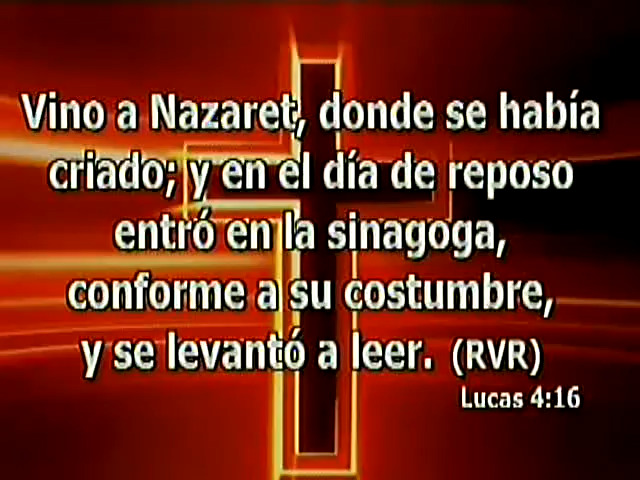 Vino a Nazaret, donde se había
criado; y en el día de reposo
entró en la sinagoga,
conforme a su costumbre,
y se levantó a leer. (RVR)
Lucas 4:16